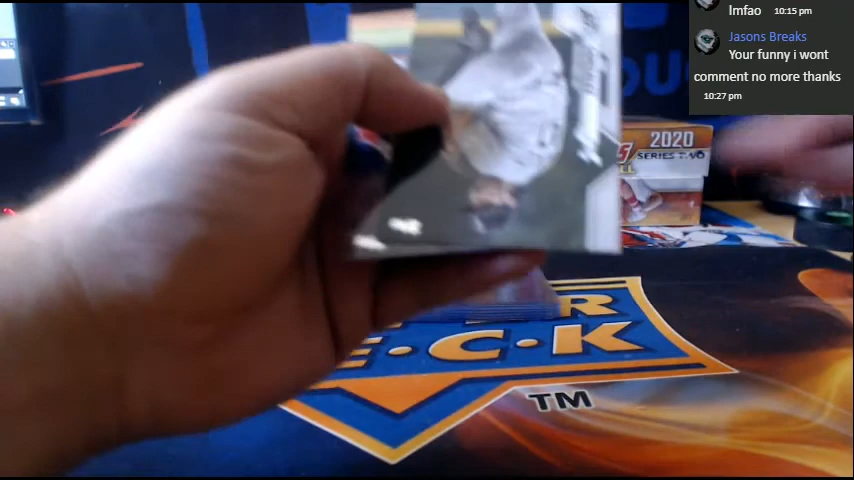 lmfao 10:15 pm
Jasons Breaks
Your funny i wont
comment no more thanks
10:27 pm
OU
2020
SERIES TWO
R
E·C·K
TM